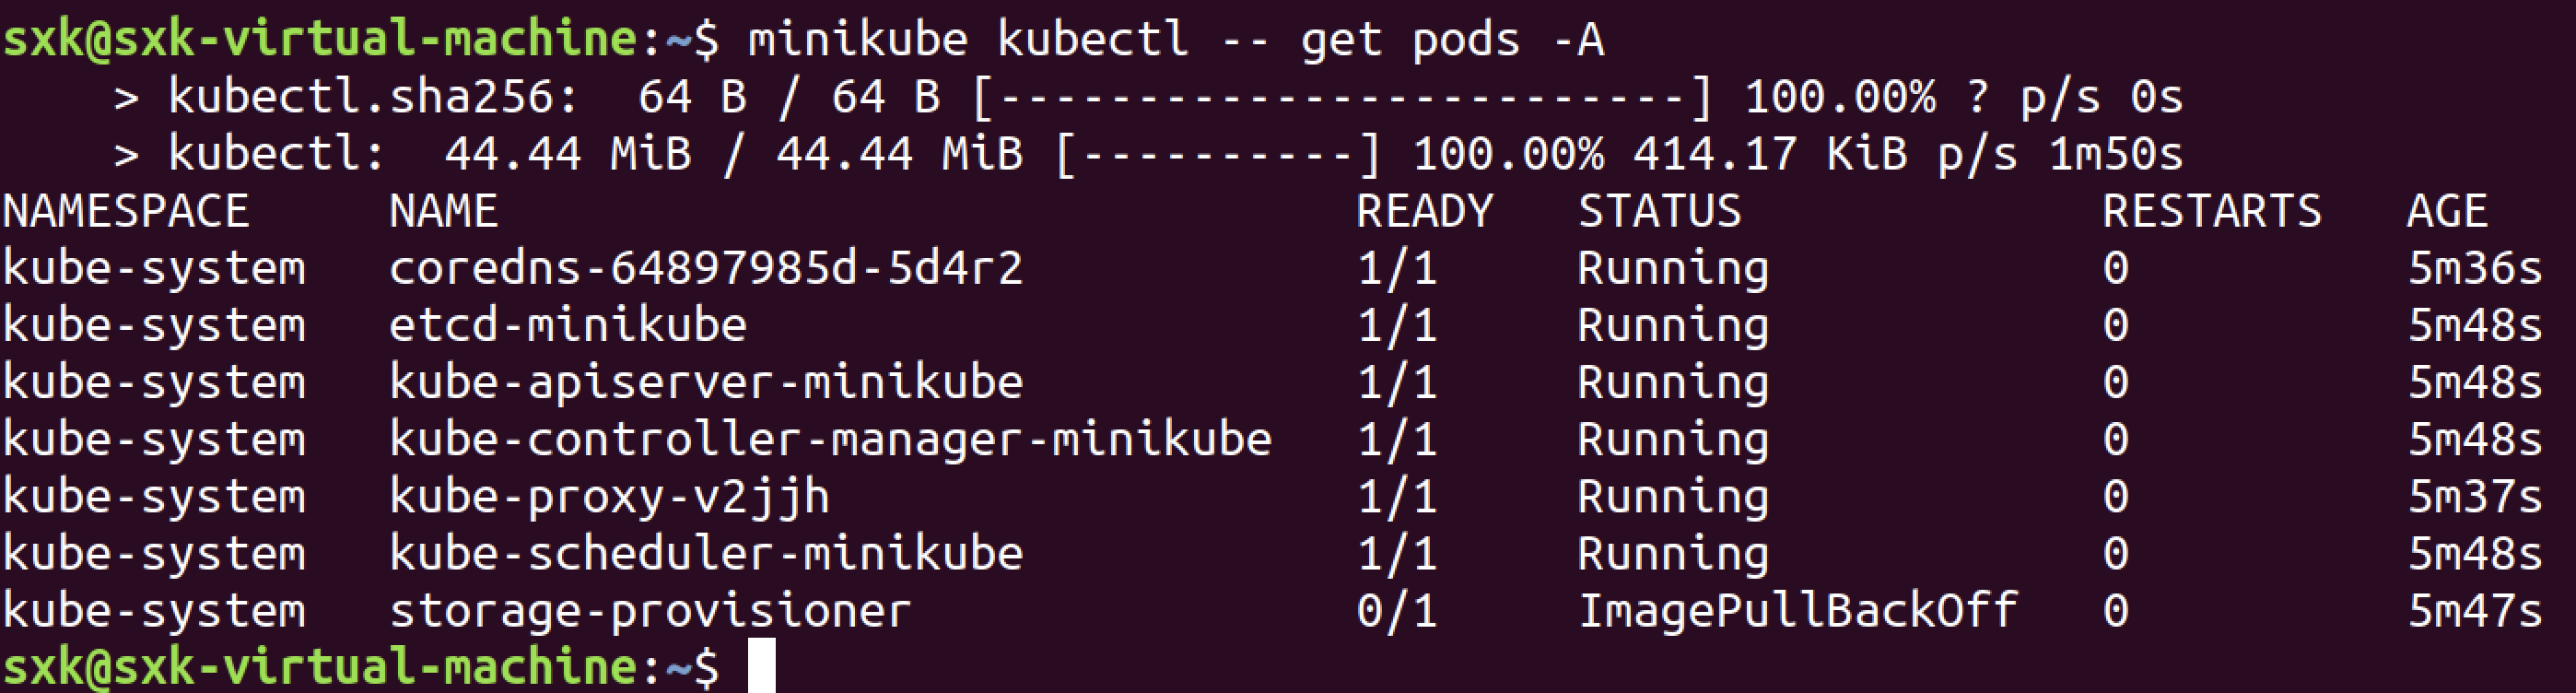 sxk@sxk-virtual-machine:~$ minikube kubectl -- get pods -A
    > kubectl.sha256:  64 B / 64 B [-------------------------] 100.00% ? p/s 0s
    > kubectl:  44.44 MiB / 44.44 MiB [----------] 100.00% 414.17 KiB p/s 1m50s
NAMESPACE     NAME                               READY   STATUS             RESTARTS   AGE
kube-system   coredns-64897985d-5d4r2            1/1     Running            0          5m36s
kube-system   etcd-minikube                      1/1     Running            0          5m48s
kube-system   kube-apiserver-minikube            1/1     Running            0          5m48s
kube-system   kube-controller-manager-minikube   1/1     Running            0          5m48s
kube-system   kube-proxy-v2jjh                   1/1     Running            0          5m37s
kube-system   kube-scheduler-minikube            1/1     Running            0          5m48s
kube-system   storage-provisioner                0/1     ImagePullBackOff   0          5m47s
sxk@sxk-virtual-machine:~$